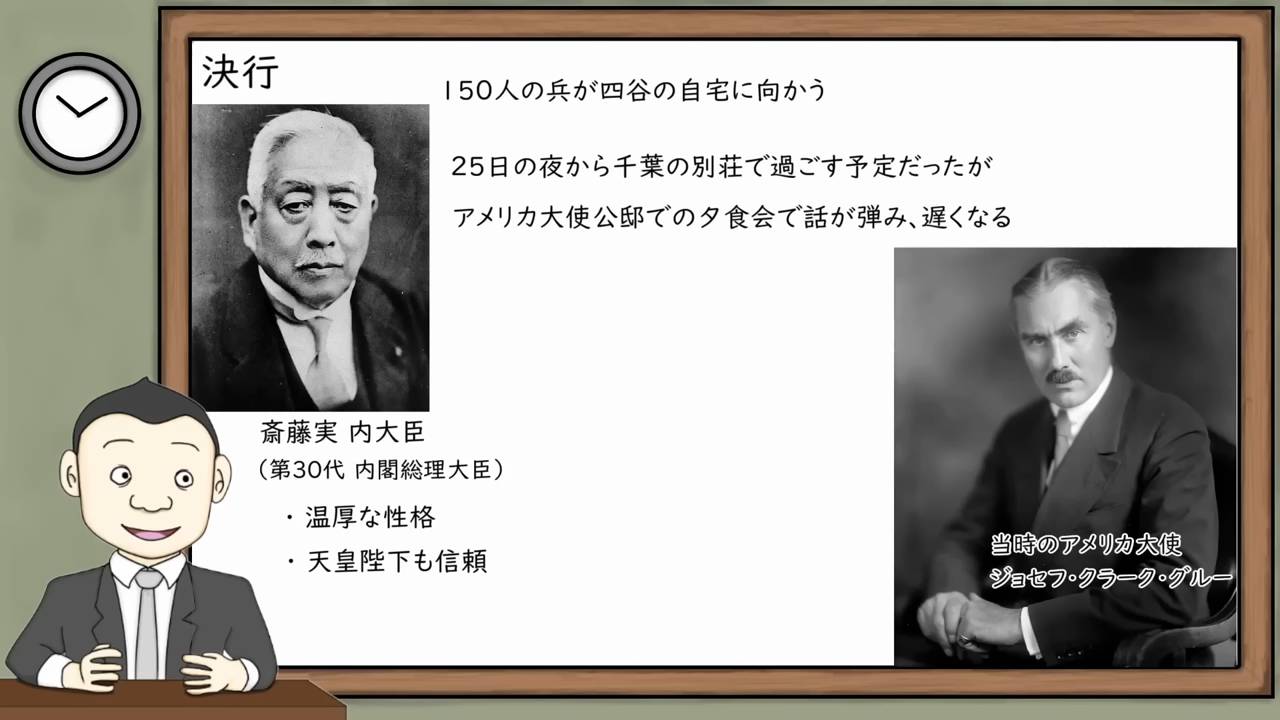 決行
150人の兵が四谷の自宅に向かう
25日の夜から千葉の別荘で過ごす予定だったが
アメリカ大使公邸での夕食会で話が弾み、遅くなる
斎藤実 内大臣
（第30代 内閣総理大臣）
・温厚な性格
・天皇陛下も信頼
当時のアメリカ大使
ジョセフ・クラーク・グルー